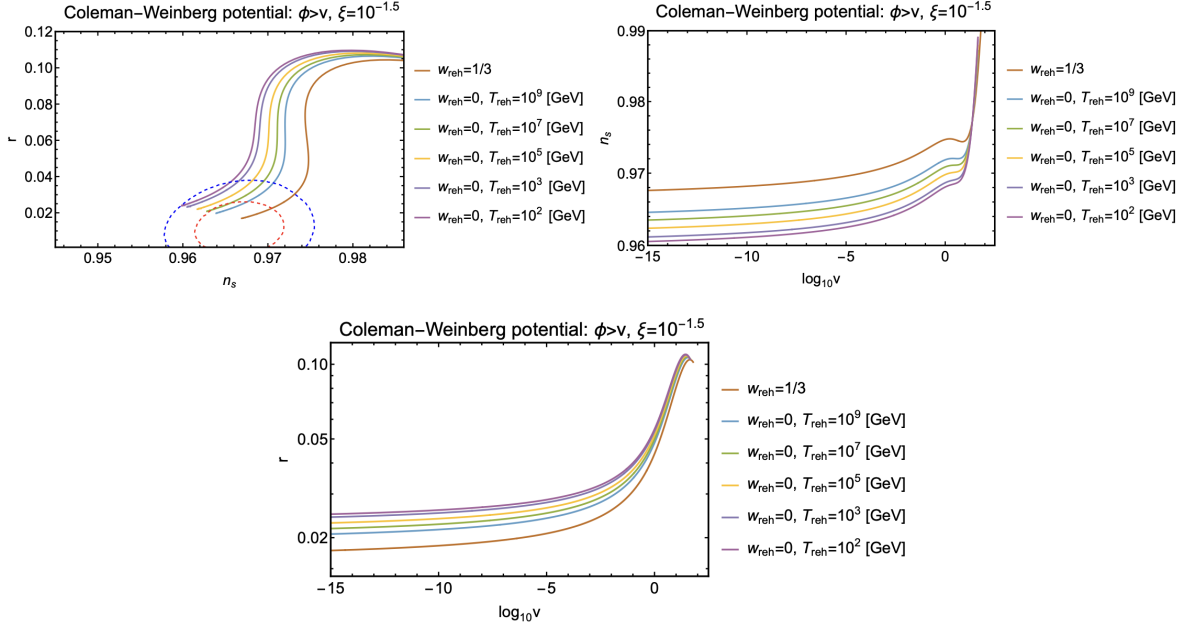 Coleman−Weinberg potential: ϕ>v, ξ=10^−1.5
0.12
0.10
0.08
0.06
0.04
0.02
r
0.95
0.96
0.97
0.98
n_s
w_reh=1/3
w_reh=0, T_reh=10^9 [GeV]
w_reh=0, T_reh=10^7 [GeV]
w_reh=0, T_reh=10^5 [GeV]
w_reh=0, T_reh=10^3 [GeV]
w_reh=0, T_reh=10^2 [GeV]
Coleman−Weinberg potential: ϕ>v, ξ=10^−1.5
0.99
0.98
0.97
0.96
n_s
−15
−10
−5
0
log_10 v
w_reh=1/3
w_reh=0, T_reh=10^9 [GeV]
w_reh=0, T_reh=10^7 [GeV]
w_reh=0, T_reh=10^5 [GeV]
w_reh=0, T_reh=10^3 [GeV]
w_reh=0, T_reh=10^2 [GeV]
Coleman−Weinberg potential: ϕ>v, ξ=10^−1.5
0.10
0.05
0.02
r
−15
−10
−5
0
log_10 v
w_reh=1/3
w_reh=0, T_reh=10^9 [GeV]
w_reh=0, T_reh=10^7 [GeV]
w_reh=0, T_reh=10^5 [GeV]
w_reh=0, T_reh=10^3 [GeV]
w_reh=0, T_reh=10^2 [GeV]